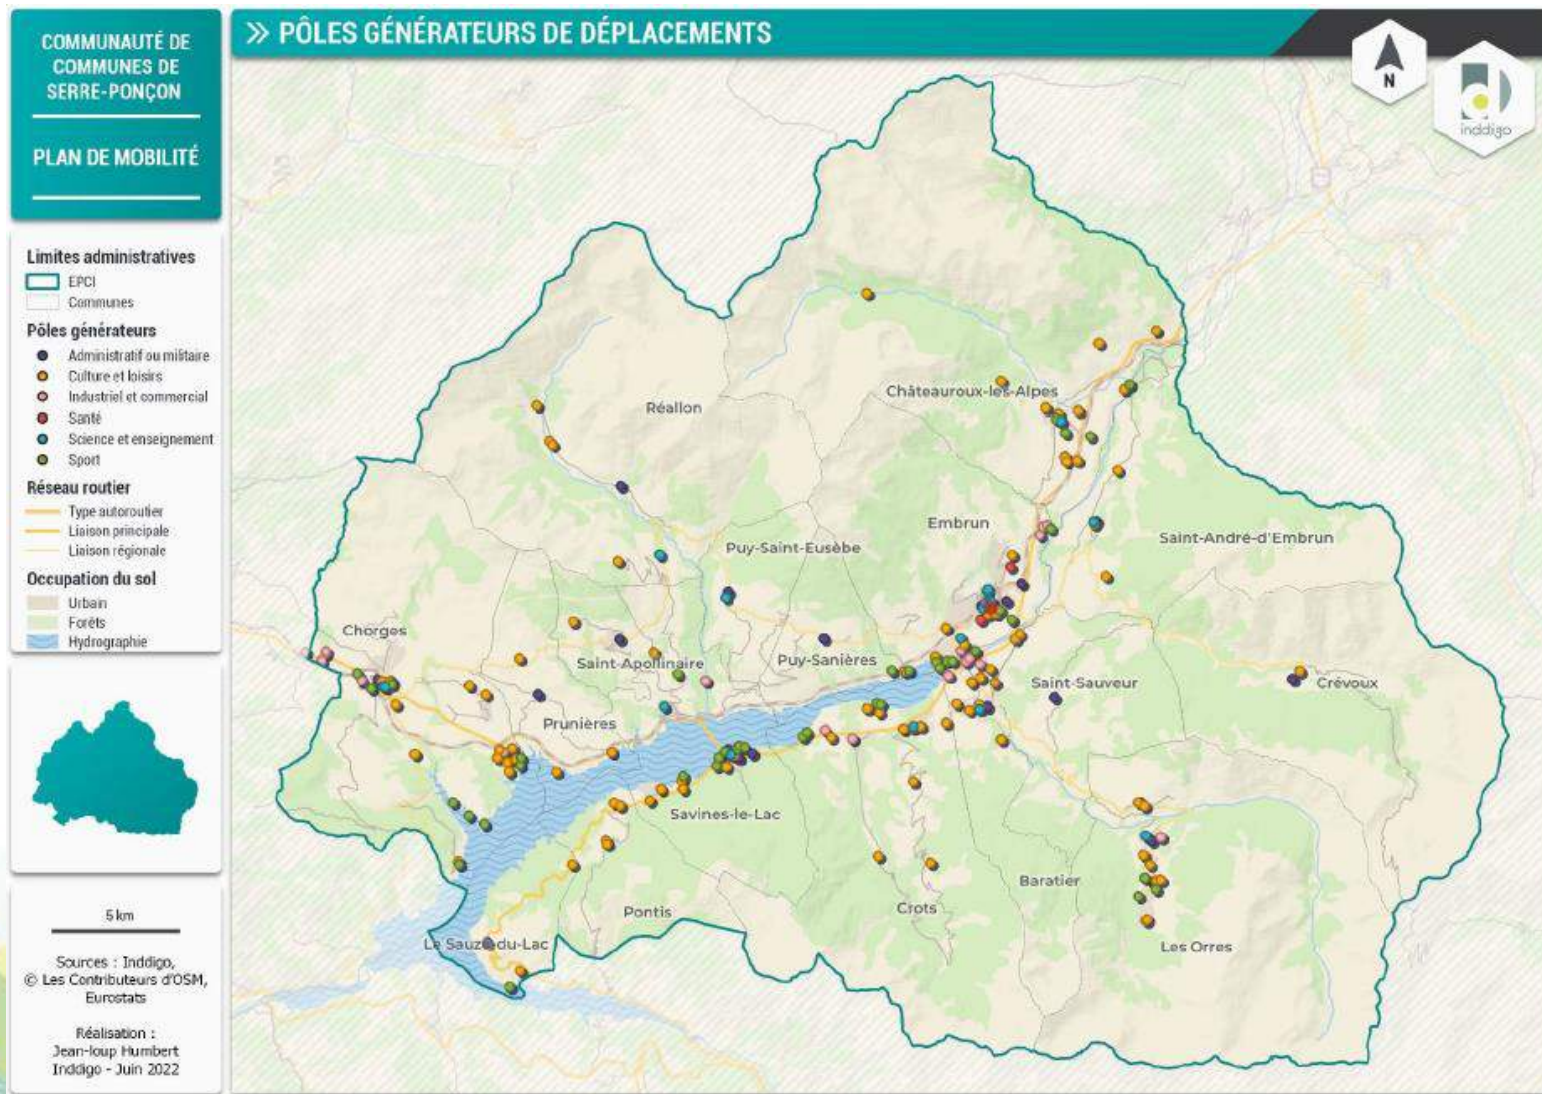 COMMUNAUTÉ DE
COMMUNES DE
SERRE-PONÇON
PLAN DE MOBILITÉ
» PÔLES GÉNÉRATEURS DE DÉPLACEMENTS
N
inddigo
Limites administratives
EPCI
Communes
Pôles générateurs
Administratif ou militaire
Culture et loisirs
Industriel et commercial
Santé
Science et enseignement
Sport
Réseau routier
Type autoroutier
Liaison principale
Liaison régionale
Occupation du sol
Urbain
Forêts
Hydrographie
5 km
Sources : Inddigo,
© Les Contributeurs d'OSM,
Eurostats
Réalisation :
Jean-loup Humbert
Inddigo - Juin 2022
Châteauroux-les-Alpes
Réallon
Embrun
Saint-André-d'Embrun
Puy-Saint-Eusèbe
Chorges
Saint-Apollinaire
Puy-Sanières
Saint-Sauveur
Crévoux
Prunières
Savines-le-Lac
Baratier
Crots
Pontis
Le Sauze-du-Lac
Les Orres